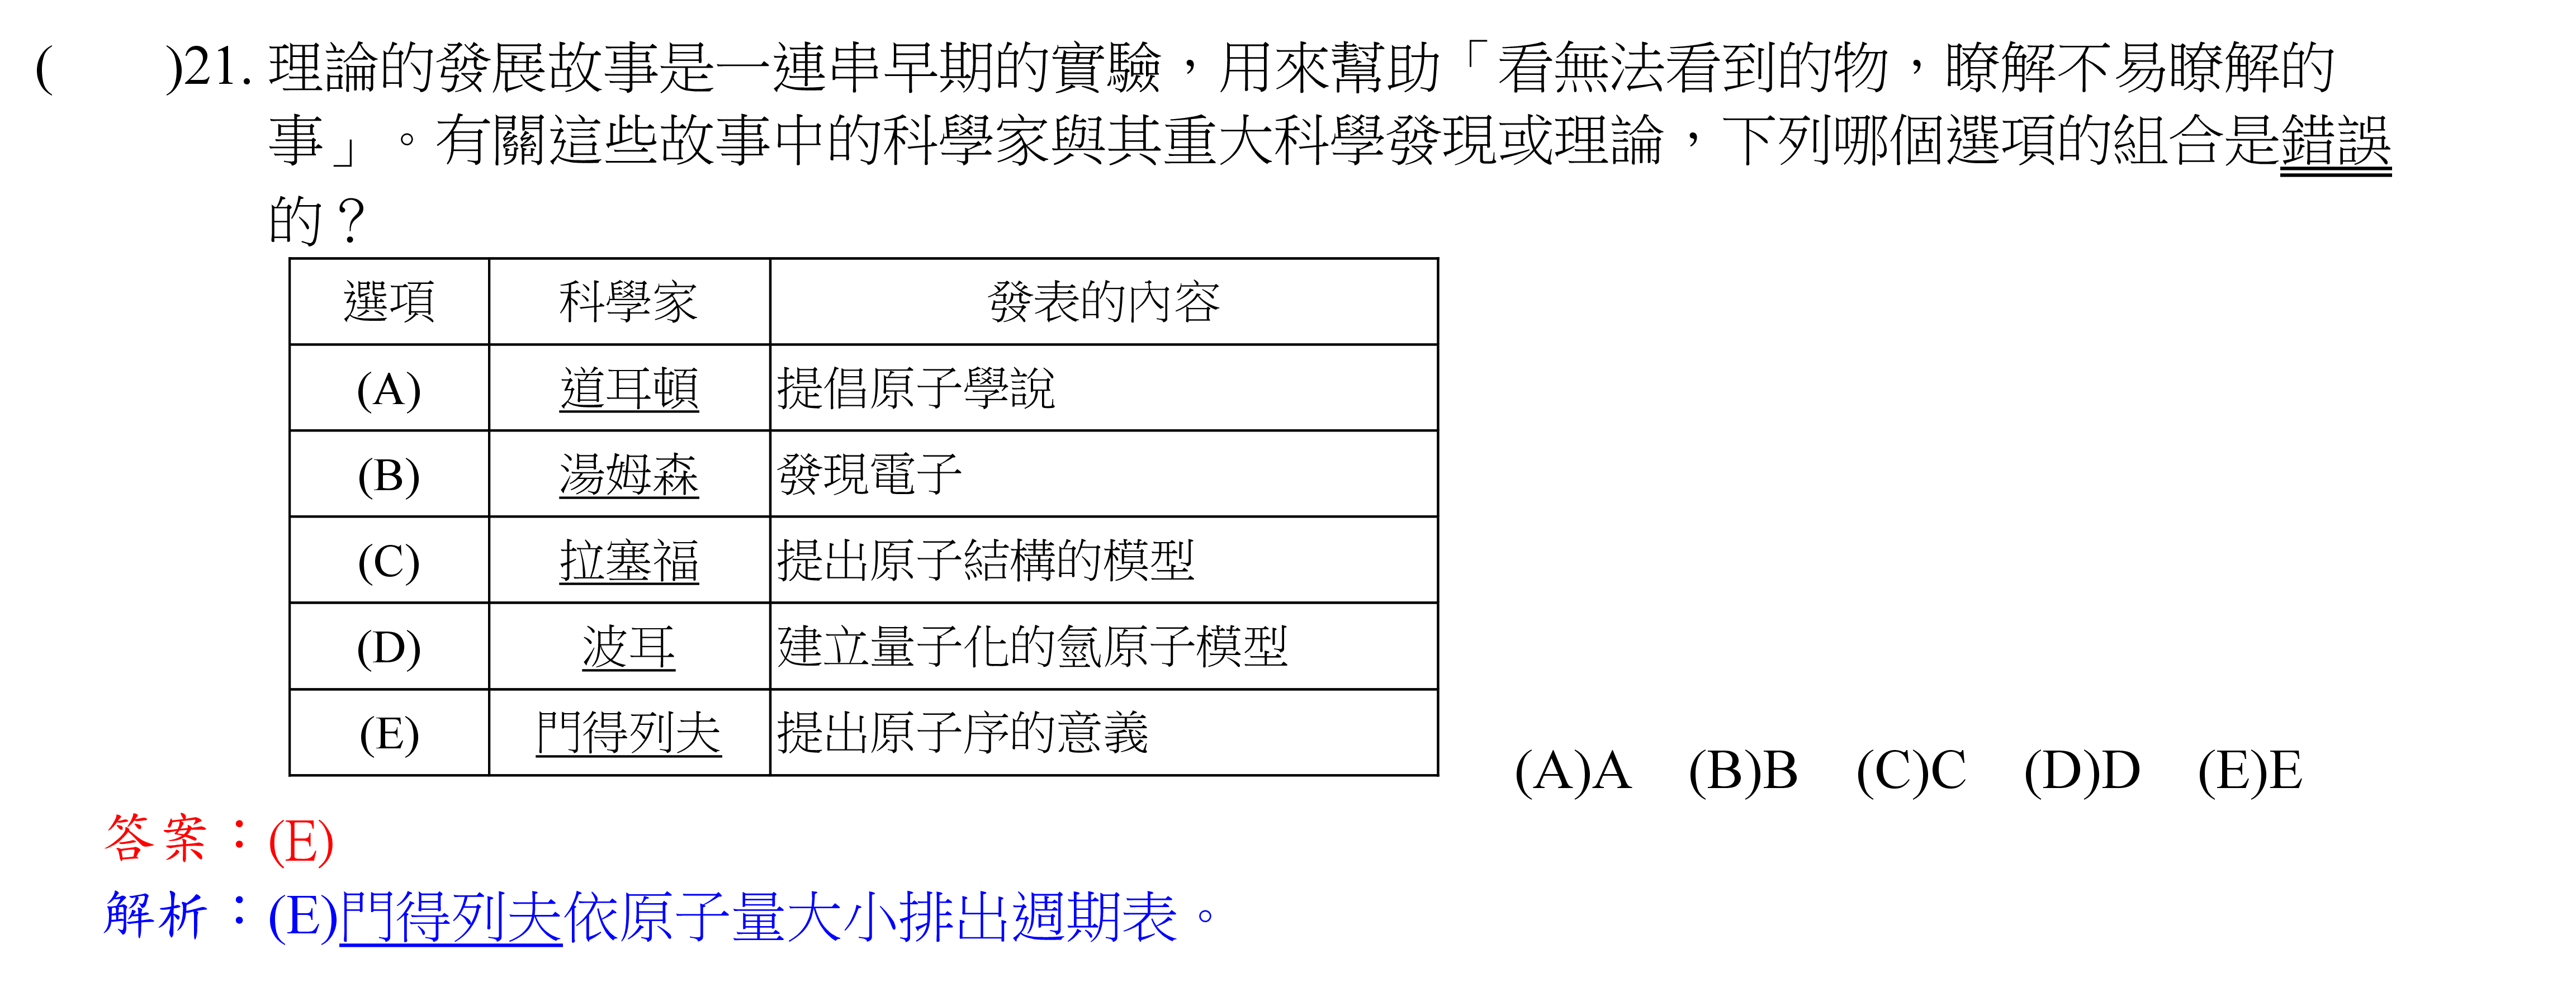 (　　)21. 理論的發展故事是一連串早期的實驗，用來幫助「看無法看到的物，瞭解不易瞭解的
事」。有關這些故事中的科學家與其重大科學發現或理論，下列哪個選項的組合是錯誤
的？
選項 科學家 發表的內容
(A) 道耳頓 提倡原子學說
(B) 湯姆森 發現電子
(C) 拉塞福 提出原子結構的模型
(D) 波耳 建立量子化的氫原子模型
(E) 門得列夫 提出原子序的意義
(A)A (B)B (C)C (D)D (E)E
答案：(E)
解析：(E)門得列夫依原子量大小排出週期表。